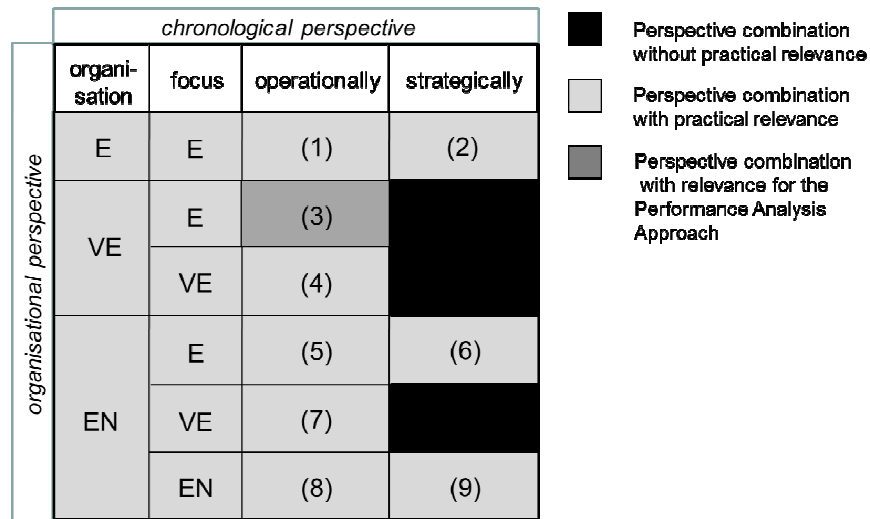 chronological perspective
organisational perspective
organi-
sation
focus
operationally
strategically
E
E
(1)
(2)
VE
E
(3)
VE
(4)
EN
E
(5)
(6)
VE
(7)
EN
(8)
(9)
Perspective combination
without practical relevance
Perspective combination
with practical relevance
Perspective combination
with relevance for the
Performance Analysis
Approach